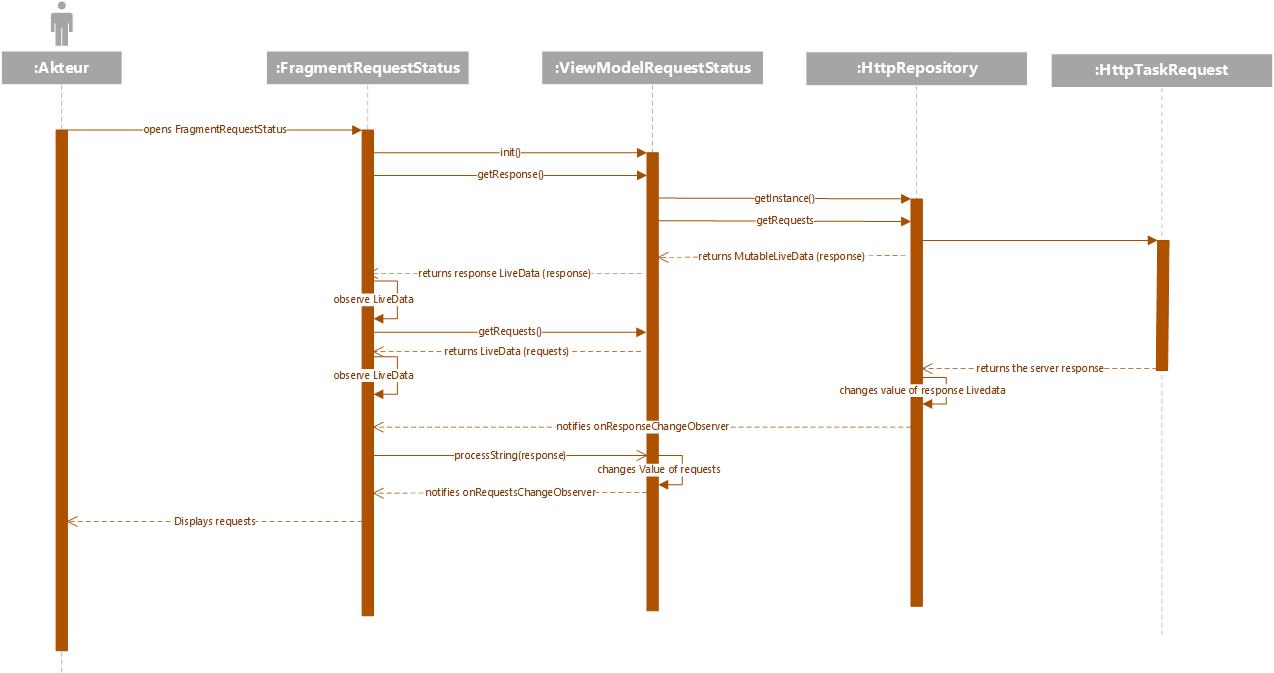 :Akteur
:FragmentRequestStatus
:ViewModelRequestStatus
:HttpRepository
:HttpTaskRequest
opens FragmentRequestStatus
init()
getResponse()
getInstance()
getRequests
returns MutableLiveData (response)
returns response LiveData (response)
observe LiveData
getRequests()
returns LiveData (requests)
returns the server response
observe LiveData
changes value of response Livedata
notifies onResponseChangeObserver
processString(response)
changes Value of requests
notifies onRequestsChangeObserver
Displays requests